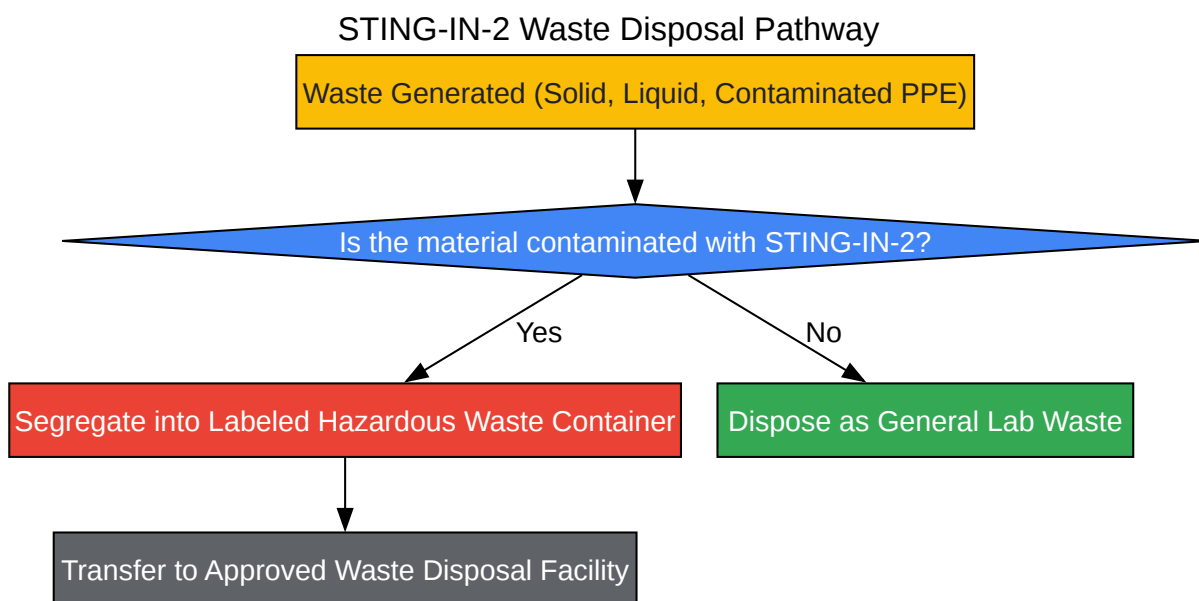 STING-IN-2 Waste Disposal Pathway
Waste Generated (Solid, Liquid, Contaminated PPE)
Is the material contaminated with STING-IN-2?
Yes
No
Segregate into Labeled Hazardous Waste Container
Dispose as General Lab Waste
Transfer to Approved Waste Disposal Facility